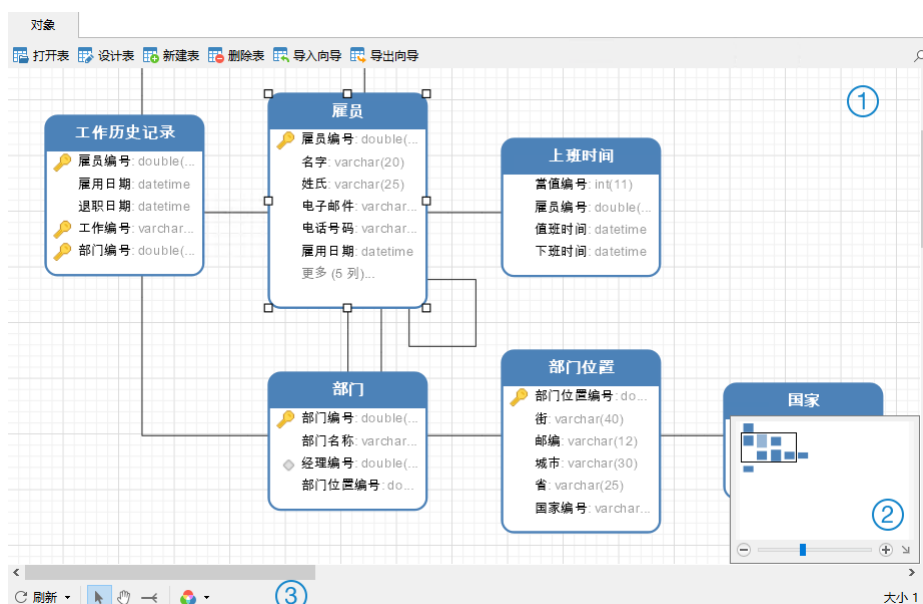 对象
打开表 设计表 新建表 删除表 导入向导 导出向导
①
雇员
雇员编号: double(...
名字: varchar(20)
姓氏: varchar(25)
电子邮件: varchar...
电话号码: varchar...
雇用日期: datetime
更多 (5 列)...
工作历史记录
雇员编号: double(...
雇用日期: datetime
退职日期: datetime
工作编号: varchar...
部门编号: double(...
上班时间
当值编号: int(11)
雇员编号: double(...
值班时间: datetime
下班时间: datetime
部门
部门编号: double(...
部门名称: varchar...
经理编号: double(...
部门位置编号: do...
部门位置
部门位置编号: do...
街: varchar(40)
邮编: varchar(12)
城市: varchar(30)
省: varchar(25)
国家编号: varchar...
国家
②
刷新
③
大小 1